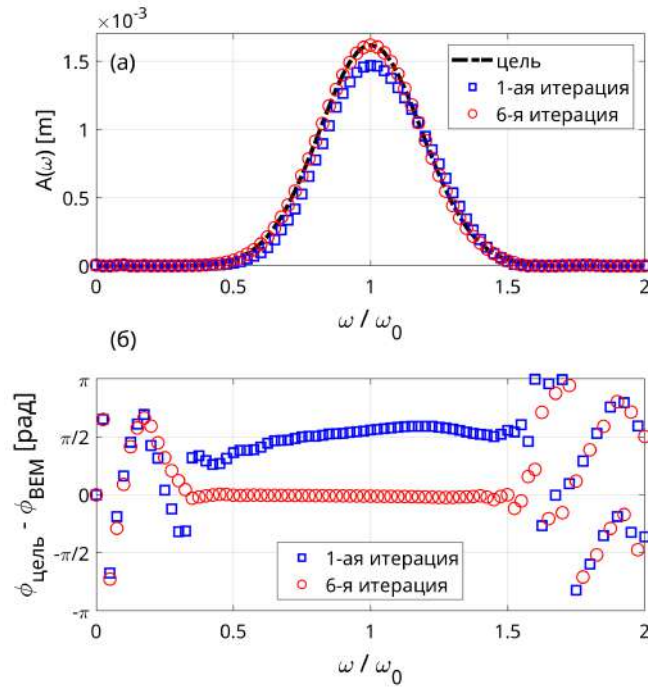 ×10⁻³
(а)
A(ω) [m]
1.5
1
0.5
0
цель
1-ая итерация
6-я итерация
0 0.5 1 1.5 2
ω / ω₀
(б)
ϕцель - ϕBEM [рад]
π
π/2
0
-π/2
-π
1-ая итерация
6-я итерация
0 0.5 1 1.5 2
ω / ω₀